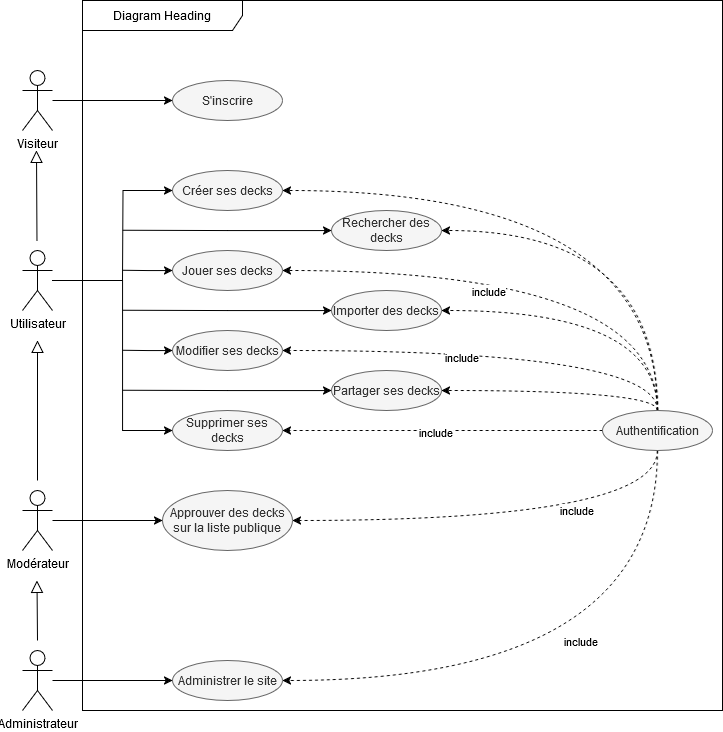 Diagram Heading
S'inscrire
Visiteur
Créer ses decks
Rechercher des
decks
Jouer ses decks
include
Importer des decks
Utilisateur
Modifier ses decks
include
Partager ses decks
Supprimer ses
decks
include
Authentification
Approuver des decks
sur la liste publique
include
Modérateur
include
Administrer le site
Administrateur